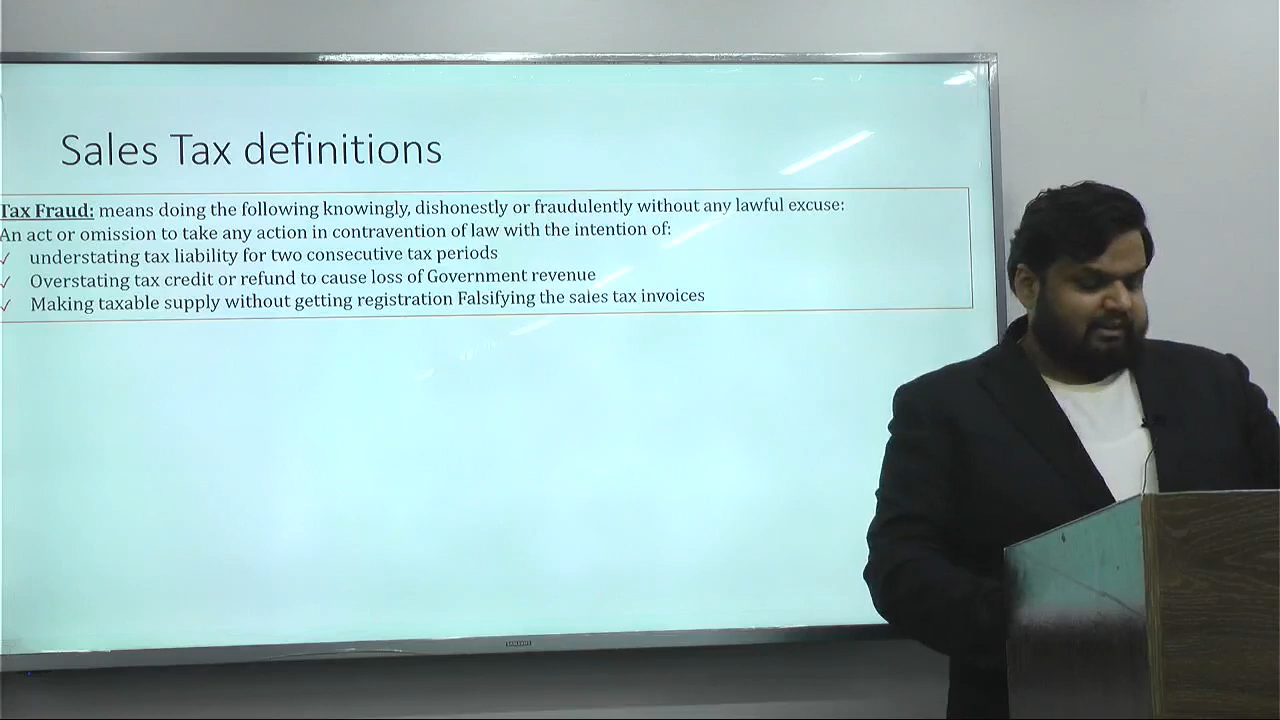 Sales Tax definitions
Tax Fraud: means doing the following knowingly, dishonestly or fraudulently without any lawful excuse:
An act or omission to take any action in contravention of law with the intention of:
✓ understating tax liability for two consecutive tax periods
✓ Overstating tax credit or refund to cause loss of Government revenue
✓ Making taxable supply without getting registration Falsifying the sales tax invoices
SAMSUNG